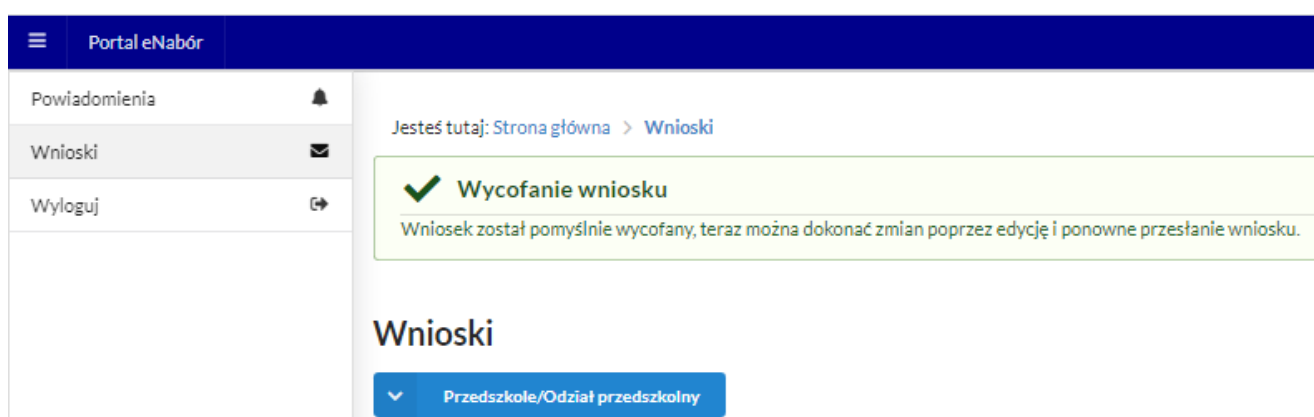 Portal eNabór
Powiadomienia
Wnioski
Wyloguj
Jesteś tutaj: Strona główna > Wnioski
Wycofanie wniosku
Wniosek został pomyślnie wycofany, teraz można dokonać zmian poprzez edycję i ponowne przesłanie wniosku.
Wnioski
Przedszkole/Odział przedszkolny